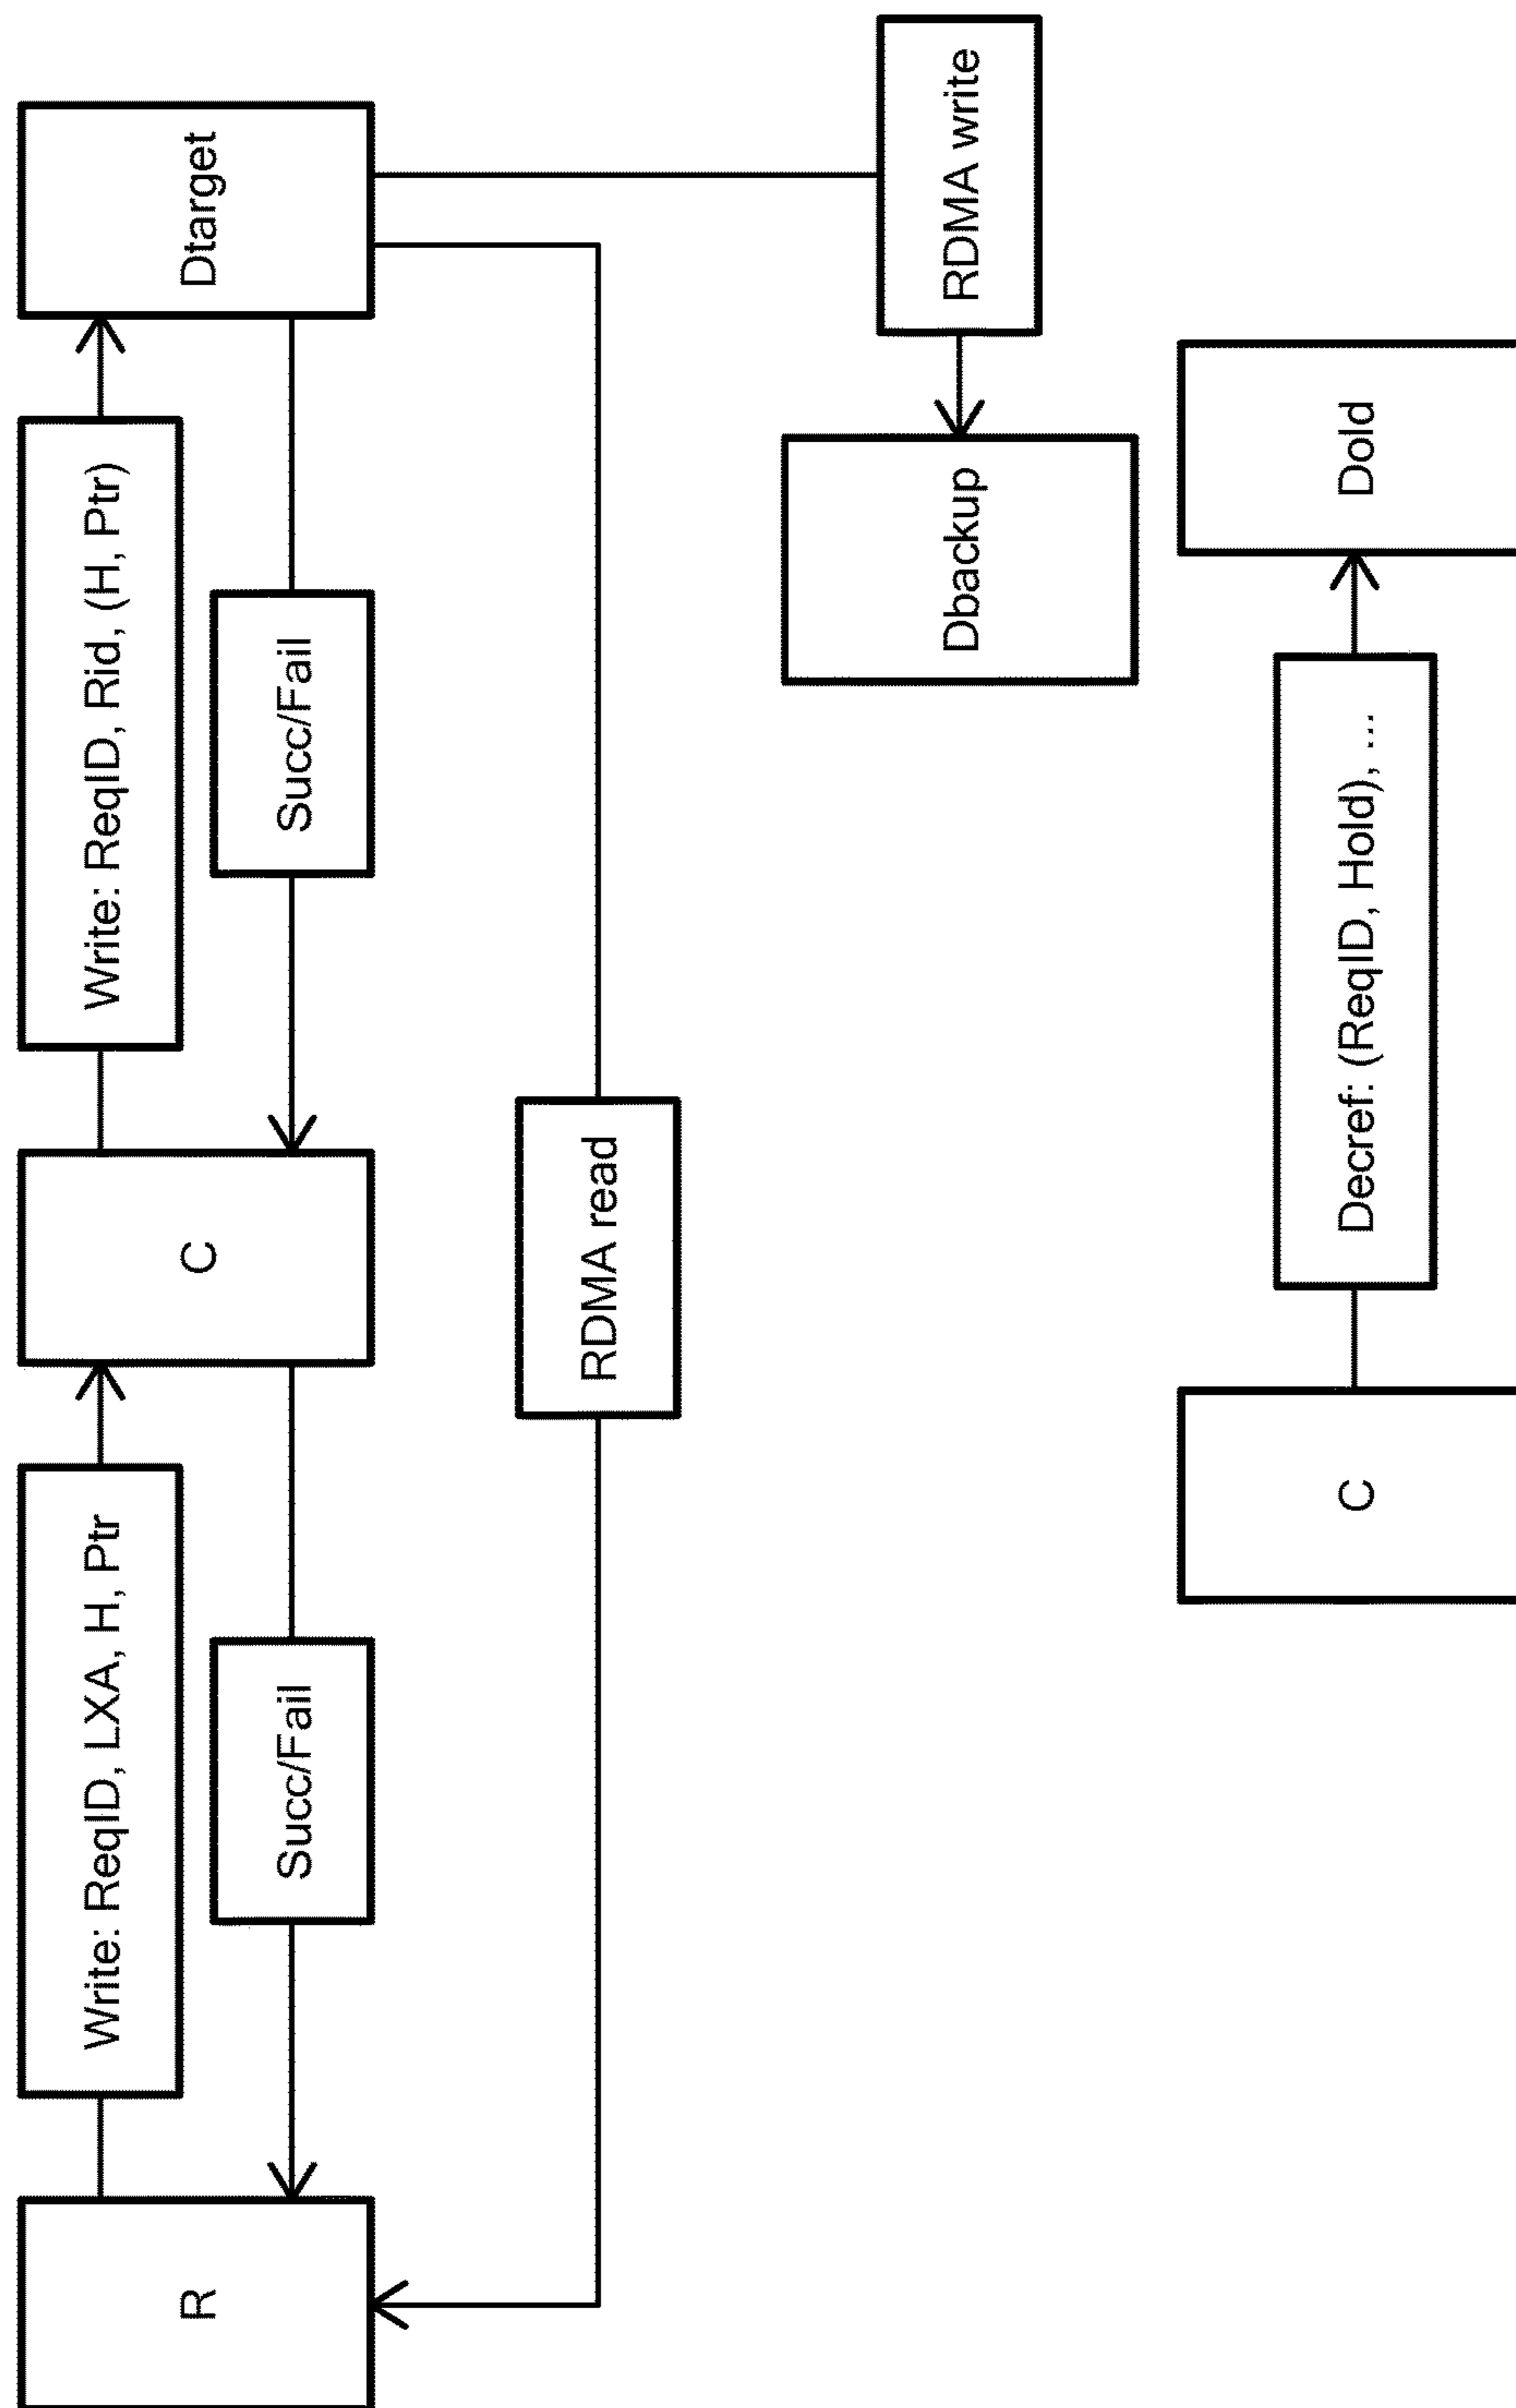 R
Write: ReqID, LXA, H, Ptr
C
Write: ReqID, Rid, (H, Ptr)
Dtarget
Succ/Fail
Succ/Fail
RDMA read
Dbackup
RDMA write
C
Decref: (ReqID, Hold), ...
Dold